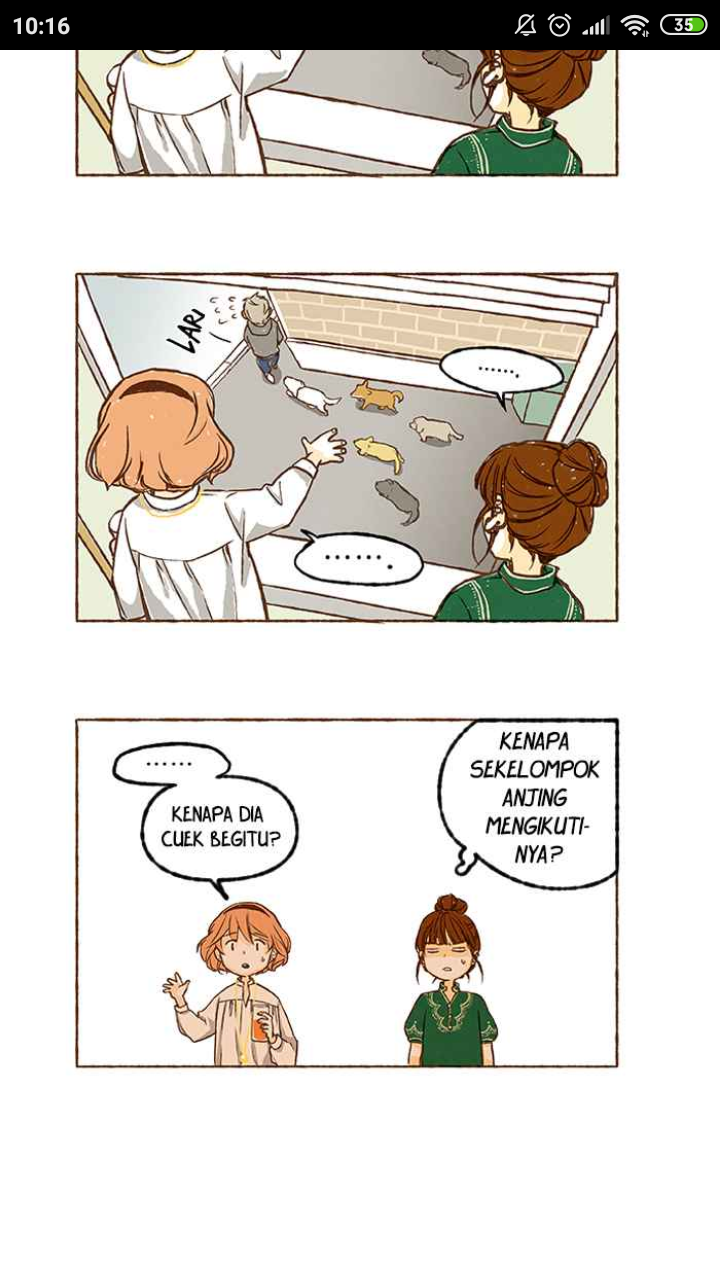 10:16
35
LARI
.......
.......
......
KENAPA DIA
CUEK BEGITU?
KENAPA
SEKELOMPOK
ANJING
MENGIKUTI-
NYA?